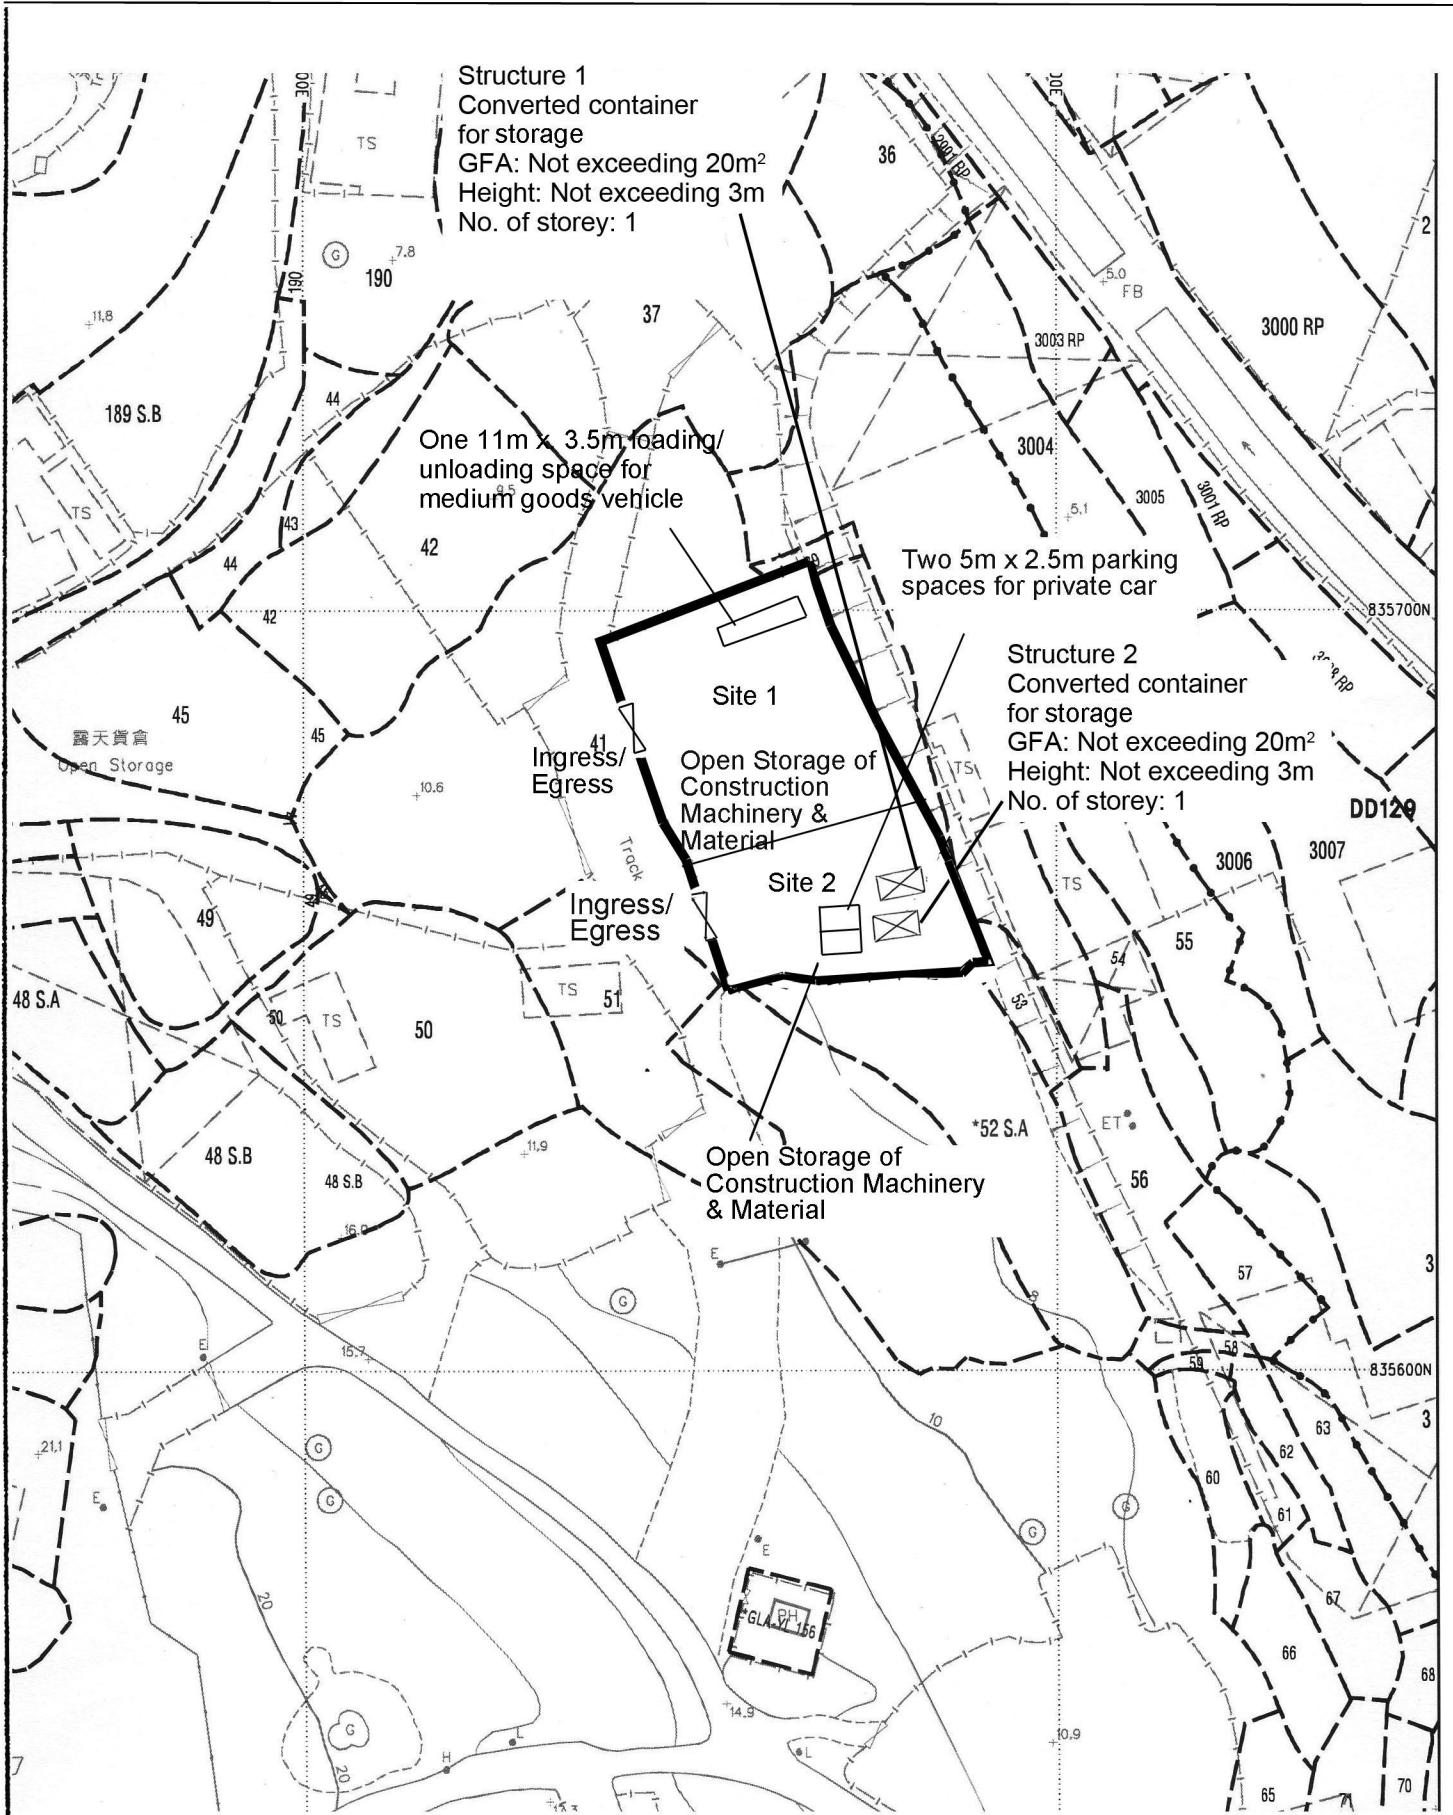 Structure 1
Converted container
for storage
GFA: Not exceeding 20m²
Height: Not exceeding 3m
No. of storey: 1
TS
36
2
G
7.8
190
190
11.8
37
5.0
FB
3000 RP
3003 RP
189 S.B
44
3004
One 11m x 3.5m loading/
unloading space for
medium goods vehicle
9.5
3005
3001 RP
5.1
TS
43
42
44
Two 5m x 2.5m parking
spaces for private car
42
835700N
Structure 2
Converted container
for storage
GFA: Not exceeding 20m²
Height: Not exceeding 3m
No. of storey: 1
Site 1
45
45
露天貨倉
Open Storage
41
Ingress/
Egress
Open Storage of
Construction
Machinery &
Material
TS
10.6
DD129
Track
3006
3007
Site 2
TS
49
Ingress/
Egress
55
54
48 S.A
TS
51
53
50
TS
50
*52 S.A
ET
11.9
48 S.B
48 S.B
Open Storage of
Construction Machinery
& Material
56
16.0
E
57
3
G
E
15.7
58
59
835600N
10
3
63
21.1
G
62
60
E
G
G
G
61
E
20
67
PH
*GLA-YL 156
66
68
14.9
G
10.9
L
L
H
20
7
65
71
70